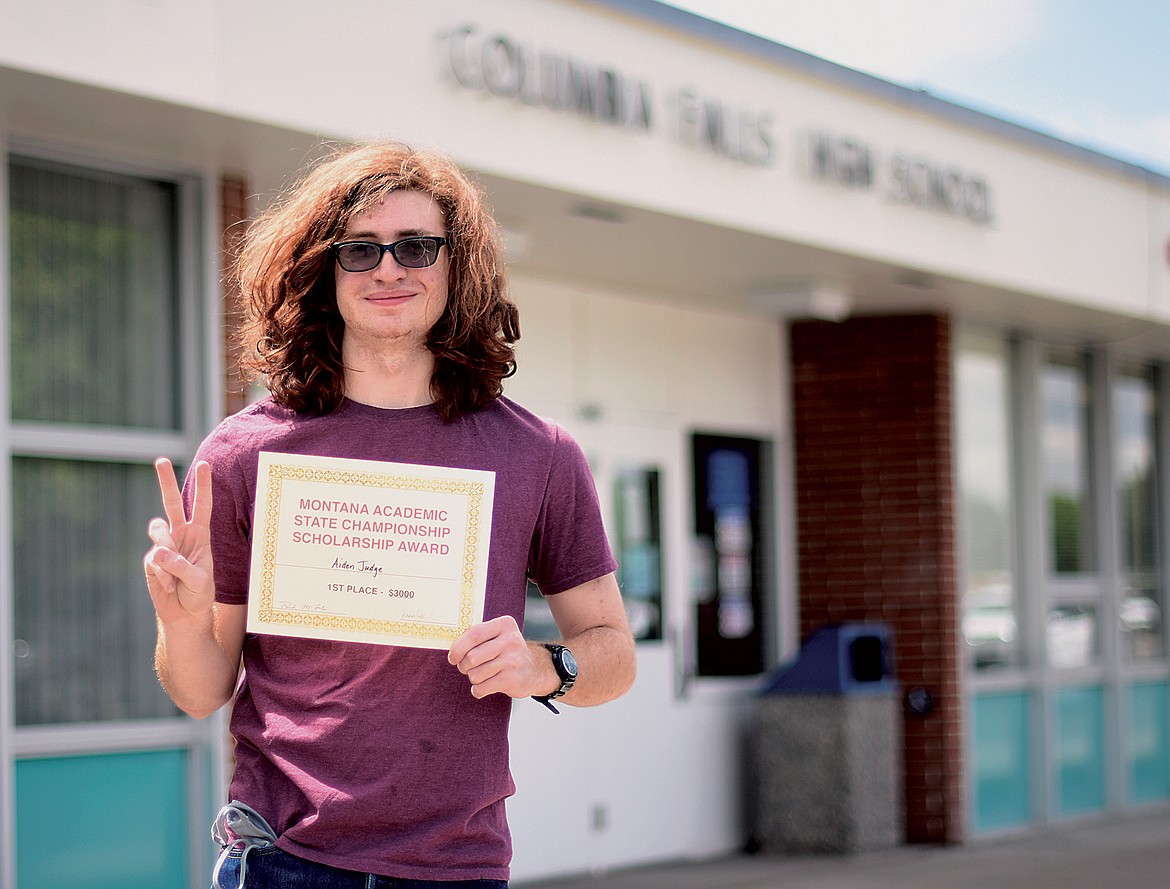 COLUMBIA FALLS HIGH SCHOOL
MONTANA ACADEMIC
STATE CHAMPIONSHIP
SCHOLARSHIP AWARD
Aiden Judge
1ST PLACE - $3000